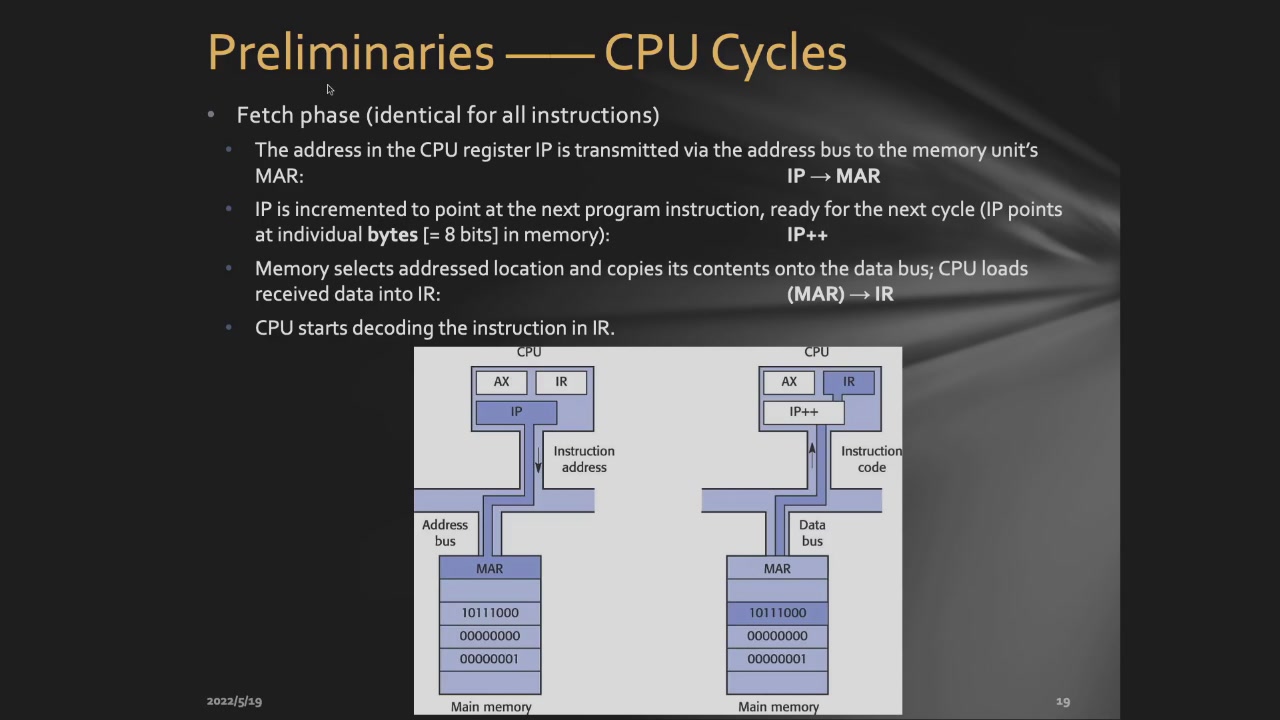 Preliminaries —— CPU Cycles
• Fetch phase (identical for all instructions)
• The address in the CPU register IP is transmitted via the address bus to the memory unit's
MAR: IP → MAR
• IP is incremented to point at the next program instruction, ready for the next cycle (IP points
at individual bytes [= 8 bits] in memory): IP++
• Memory selects addressed location and copies its contents onto the data bus; CPU loads
received data into IR: (MAR) → IR
• CPU starts decoding the instruction in IR.
CPU
AX IR
IP
Instruction
address
Address
bus
MAR
10111000
00000000
00000001
Main memory
CPU
AX IR
IP++
Instruction
code
Data
bus
MAR
10111000
00000000
00000001
Main memory
2022/5/19
19